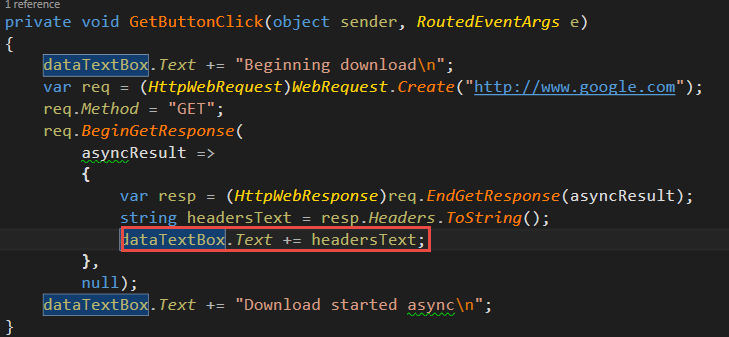 1 reference
private void GetButtonClick(object sender, RoutedEventArgs e)
{
dataTextBox.Text += "Beginning download\n";
var req = (HttpWebRequest)WebRequest.Create("http://www.google.com");
req.Method = "GET";
req.BeginGetResponse(
asyncResult =>
{
var resp = (HttpWebResponse)req.EndGetResponse(asyncResult);
string headersText = resp.Headers.ToString();
dataTextBox.Text += headersText;
},
null);
dataTextBox.Text += "Download started async\n";
}